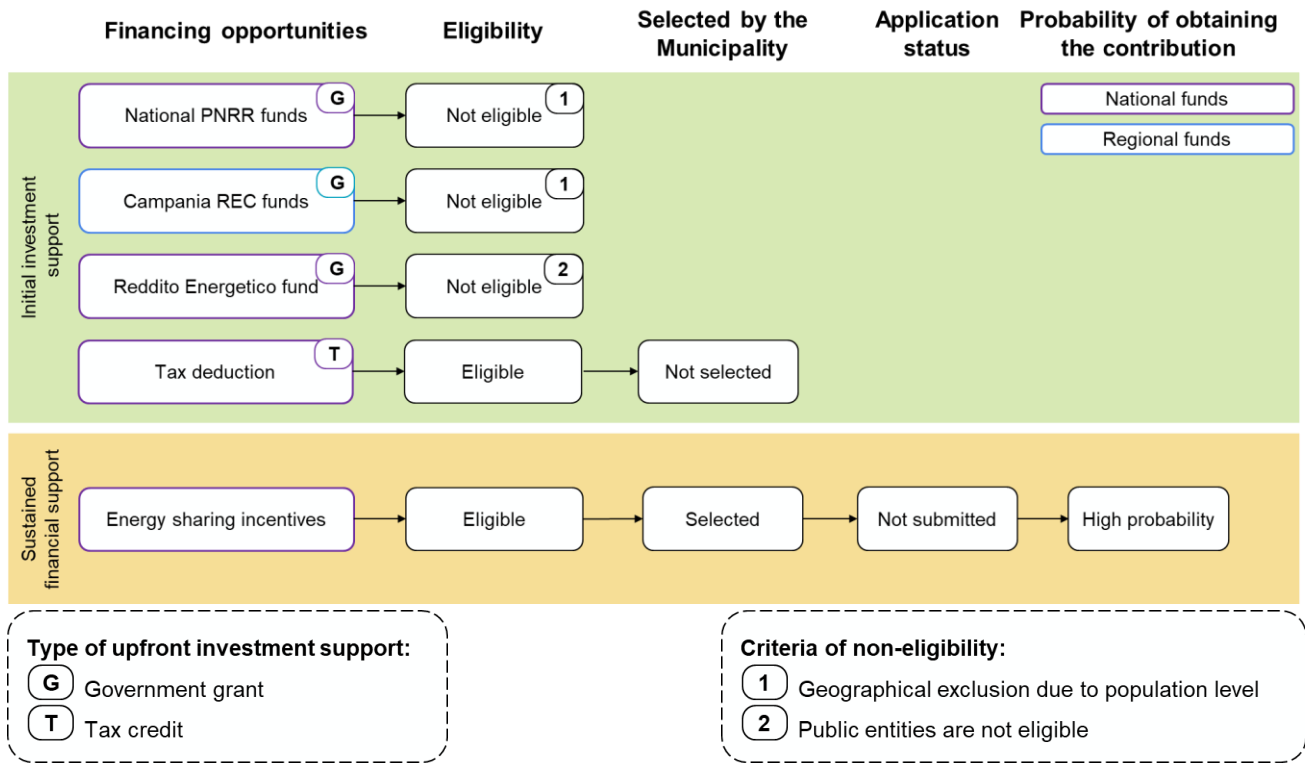 Financing opportunities
Eligibility
Selected by the
Municipality
Application
status
Probability of obtaining
the contribution
Initial investment
support
National PNRR funds
G
Not eligible
1
National funds
Regional funds
Campania REC funds
G
Not eligible
1
Reddito Energetico fund
G
Not eligible
2
Tax deduction
T
Eligible
Not selected
Sustained
financial support
Energy sharing incentives
Eligible
Selected
Not submitted
High probability
Type of upfront investment support:
G Government grant
T Tax credit
Criteria of non-eligibility:
1 Geographical exclusion due to population level
2 Public entities are not eligible